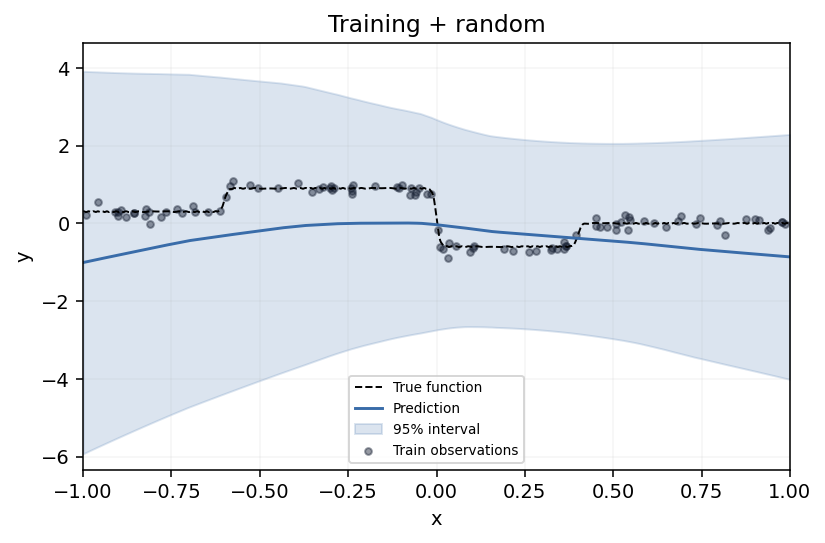 Training + random
4
2
0
−2
−4
−6
y
True function
Prediction
95% interval
Train observations
−1.00 −0.75 −0.50 −0.25 0.00 0.25 0.50 0.75 1.00
x